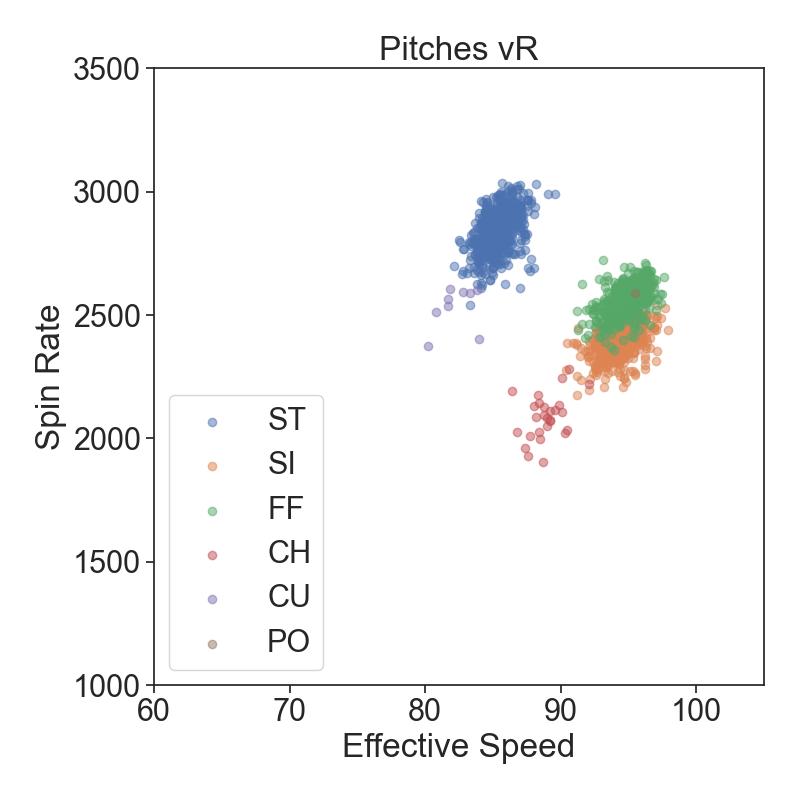 Pitches vR
3500
3000
2500
2000
1500
1000
Spin Rate
ST
SI
FF
CH
CU
PO
60 70 80 90 100
Effective Speed